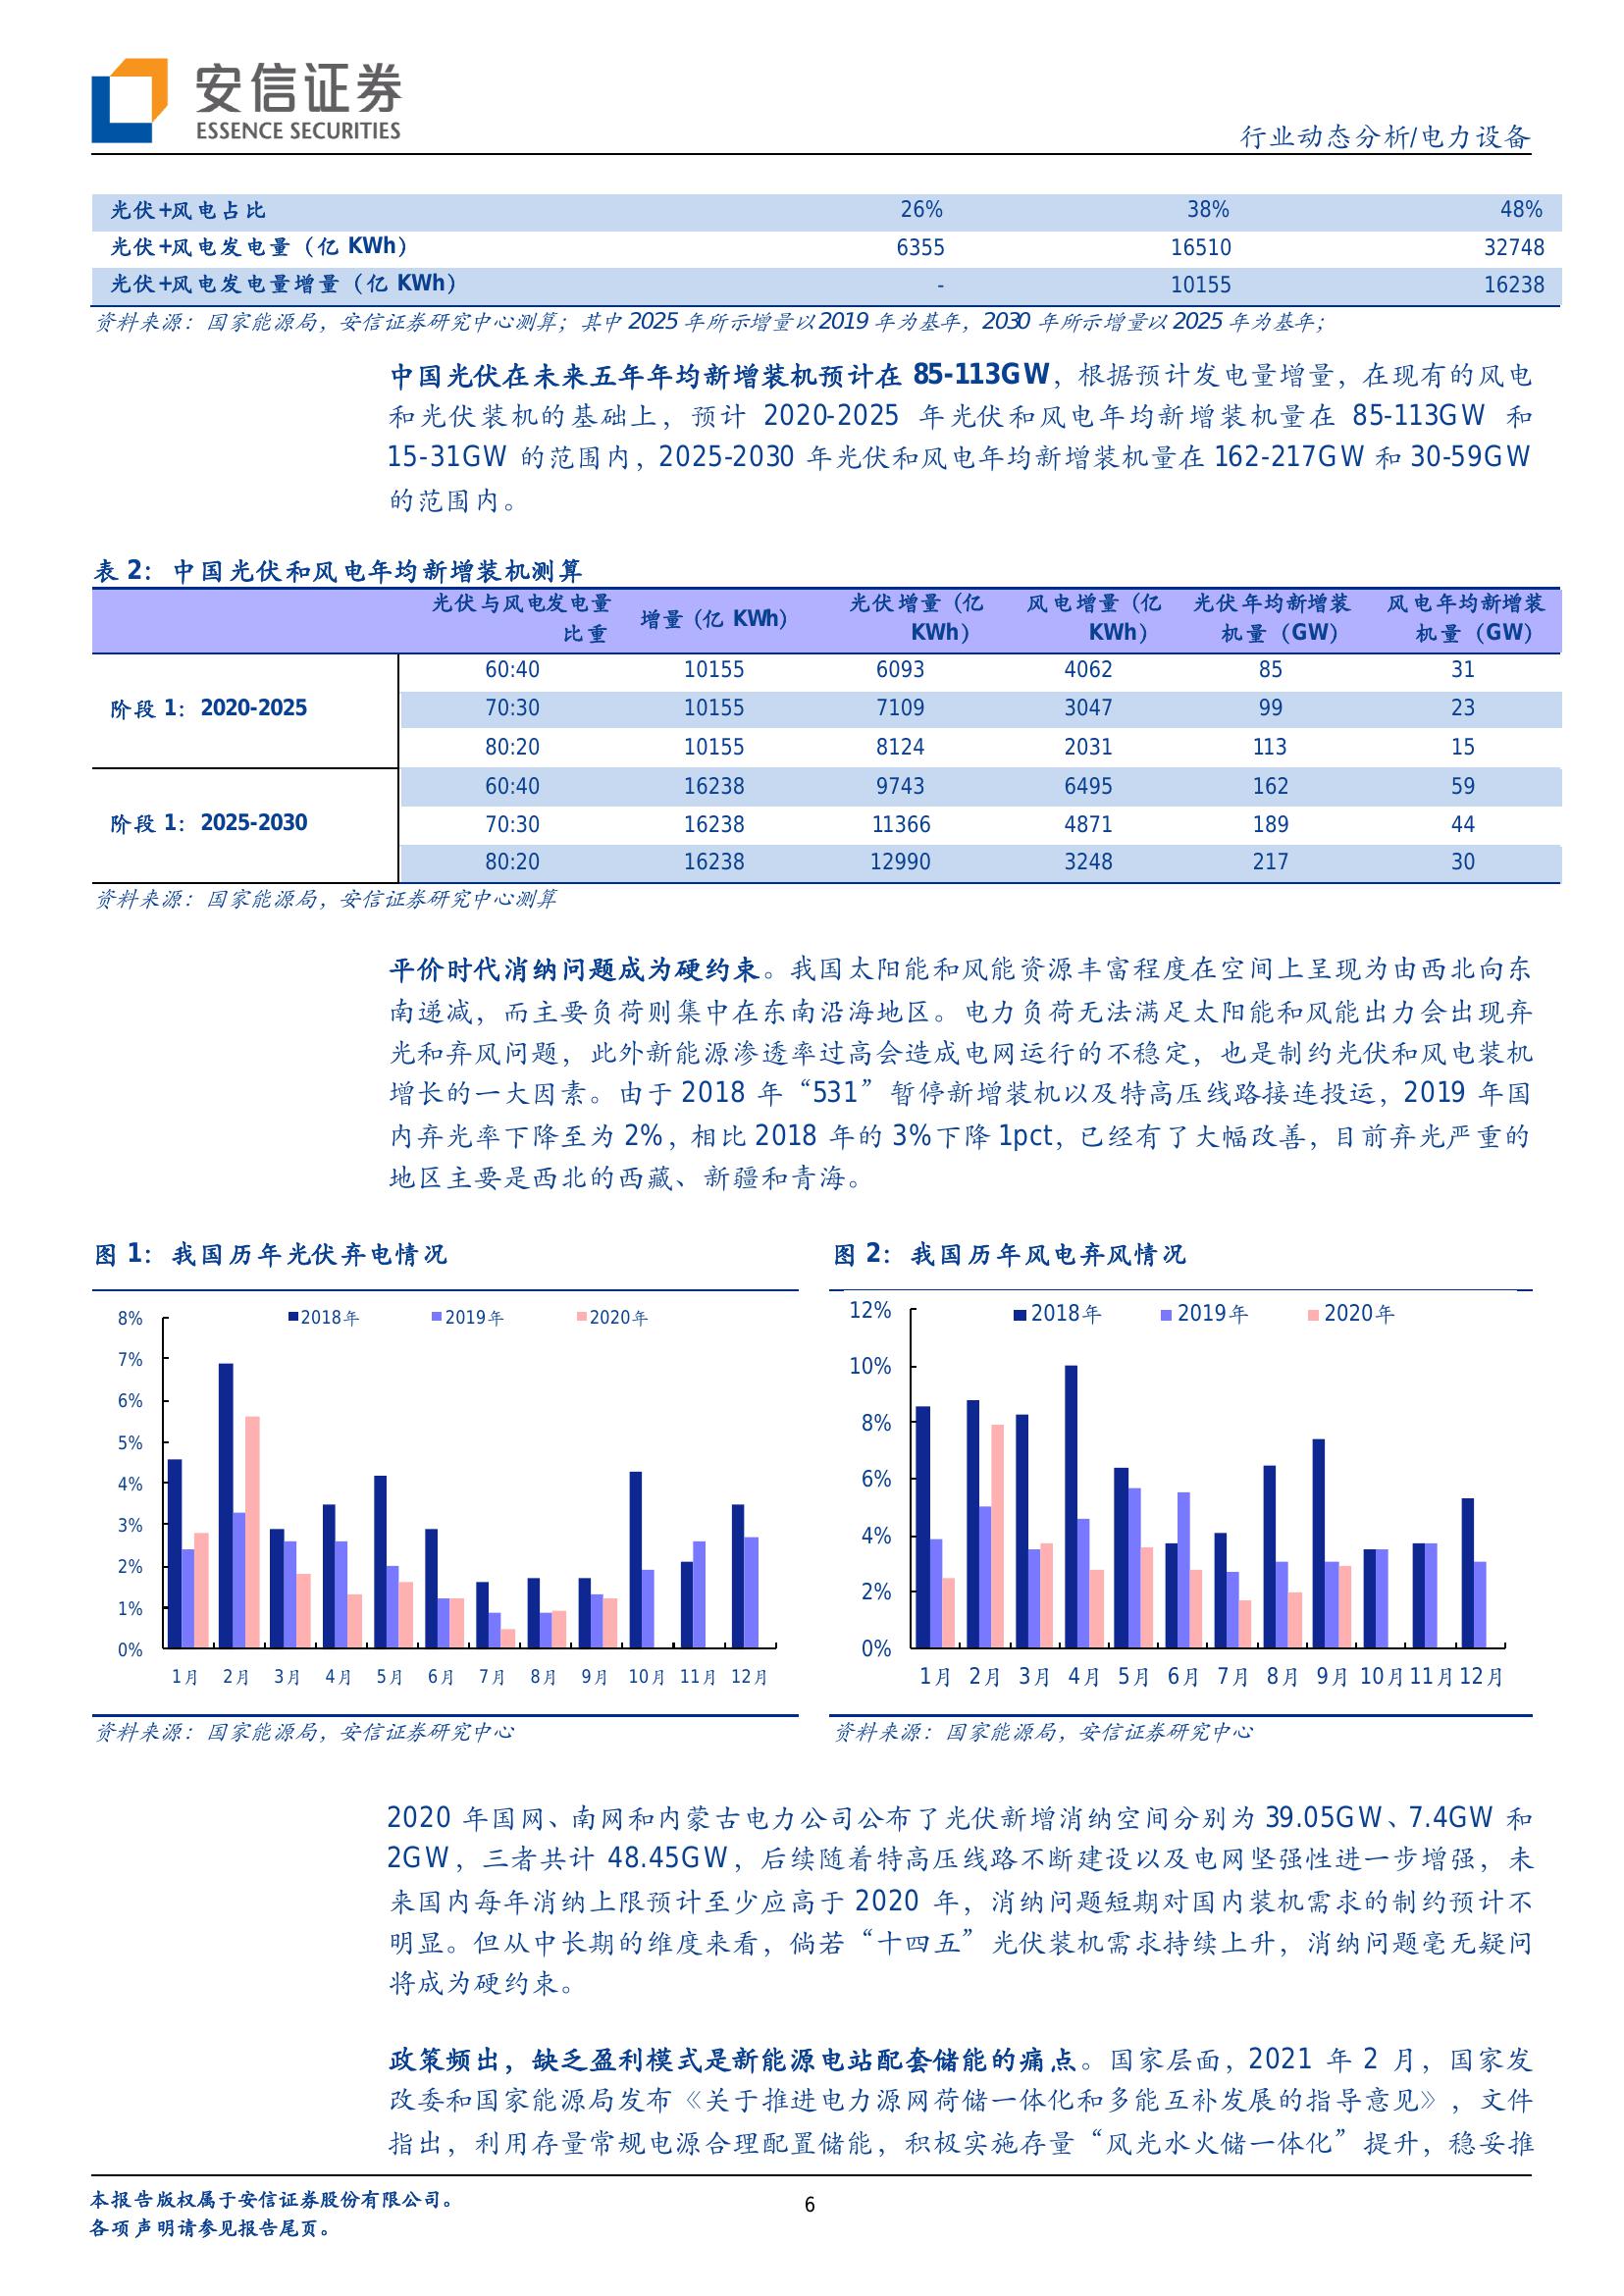 安信证券
ESSENCE SECURITIES
行业动态分析/电力设备
光伏+风电占比 26% 38% 48%
光伏+风电发电量（亿 KWh） 6355 16510 32748
光伏+风电发电量增量（亿 KWh） - 10155 16238
资料来源：国家能源局，安信证券研究中心测算；其中 2025 年所示增量以 2019 年为基年，2030 年所示增量以 2025 年为基年；
中国光伏在未来五年年均新增装机预计在 85-113GW，根据预计发电量增量，在现有的风电
和光伏装机的基础上，预计 2020-2025 年光伏和风电年均新增装机量在 85-113GW 和
15-31GW 的范围内，2025-2030 年光伏和风电年均新增装机量在 162-217GW 和 30-59GW
的范围内。
表 2：中国光伏和风电年均新增装机测算
光伏与风电发电量 光伏增量（亿 风电增量（亿 光伏年均新增装 风电年均新增装
增量（亿 KWh）
比重 KWh） KWh） 机量（GW） 机量（GW）
60:40 10155 6093 4062 85 31
阶段 1：2020-2025 70:30 10155 7109 3047 99 23
80:20 10155 8124 2031 113 15
60:40 16238 9743 6495 162 59
阶段 1：2025-2030 70:30 16238 11366 4871 189 44
80:20 16238 12990 3248 217 30
资料来源：国家能源局，安信证券研究中心测算
平价时代消纳问题成为硬约束。我国太阳能和风能资源丰富程度在空间上呈现为由西北向东
南递减，而主要负荷则集中在东南沿海地区。电力负荷无法满足太阳能和风能出力会出现弃
光和弃风问题，此外新能源渗透率过高会造成电网运行的不稳定，也是制约光伏和风电装机
增长的一大因素。由于 2018 年“531”暂停新增装机以及特高压线路接连投运，2019 年国
内弃光率下降至为 2%，相比 2018 年的 3%下降 1pct，已经有了大幅改善，目前弃光严重的
地区主要是西北的西藏、新疆和青海。
图 1：我国历年光伏弃电情况
2018年 2019年 2020年
8%
7%
6%
5%
4%
3%
2%
1%
0%
1月 2月 3月 4月 5月 6月 7月 8月 9月 10月 11月 12月
资料来源：国家能源局，安信证券研究中心
图 2：我国历年风电弃风情况
2018年 2019年 2020年
12%
10%
8%
6%
4%
2%
0%
1月 2月 3月 4月 5月 6月 7月 8月 9月 10月 11月 12月
资料来源：国家能源局，安信证券研究中心
2020 年国网、南网和内蒙古电力公司公布了光伏新增消纳空间分别为 39.05GW、7.4GW 和
2GW，三者共计 48.45GW，后续随着特高压线路不断建设以及电网坚强性进一步增强，未
来国内每年消纳上限预计至少应高于 2020 年，消纳问题短期对国内装机需求的制约预计不
明显。但从中长期的维度来看，倘若“十四五”光伏装机需求持续上升，消纳问题毫无疑问
将成为硬约束。
政策频出，缺乏盈利模式是新能源电站配套储能的痛点。国家层面，2021 年 2 月，国家发
改委和国家能源局发布《关于推进电力源网荷储一体化和多能互补发展的指导意见》，文件
指出，利用存量常规电源合理配置储能，积极实施存量“风光水火储一体化”提升，稳妥推
本报告版权属于安信证券股份有限公司。
各项声明请参见报告尾页。
6